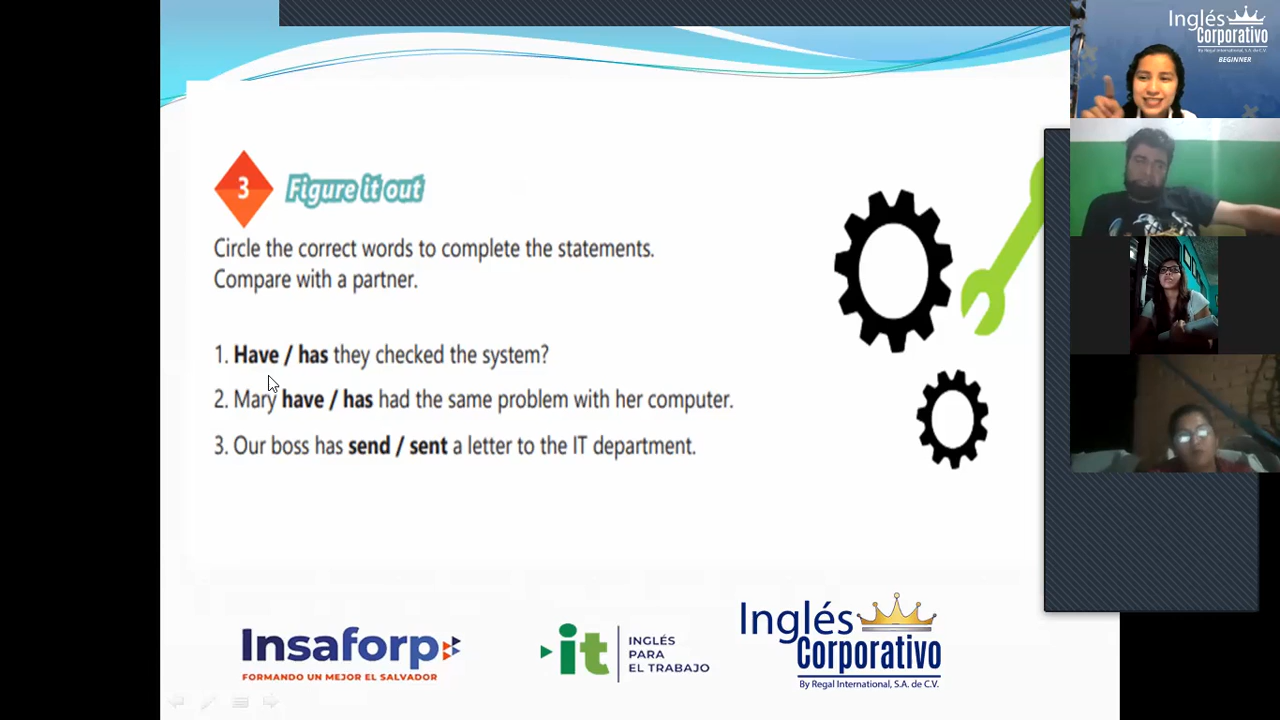 3
Figure it out
Circle the correct words to complete the statements.
Compare with a partner.
1. Have / has they checked the system?
2. Mary have / has had the same problem with her computer.
3. Our boss has send / sent a letter to the IT department.
Insaforp
FORMANDO UN MEJOR EL SALVADOR
it
INGLÉS
PARA
EL TRABAJO
Inglés
Corporativo
By Regal International, S.A. de C.V.
Inglés
Corporativo
By Regal International, S.A. de C.V.
BEGINNER